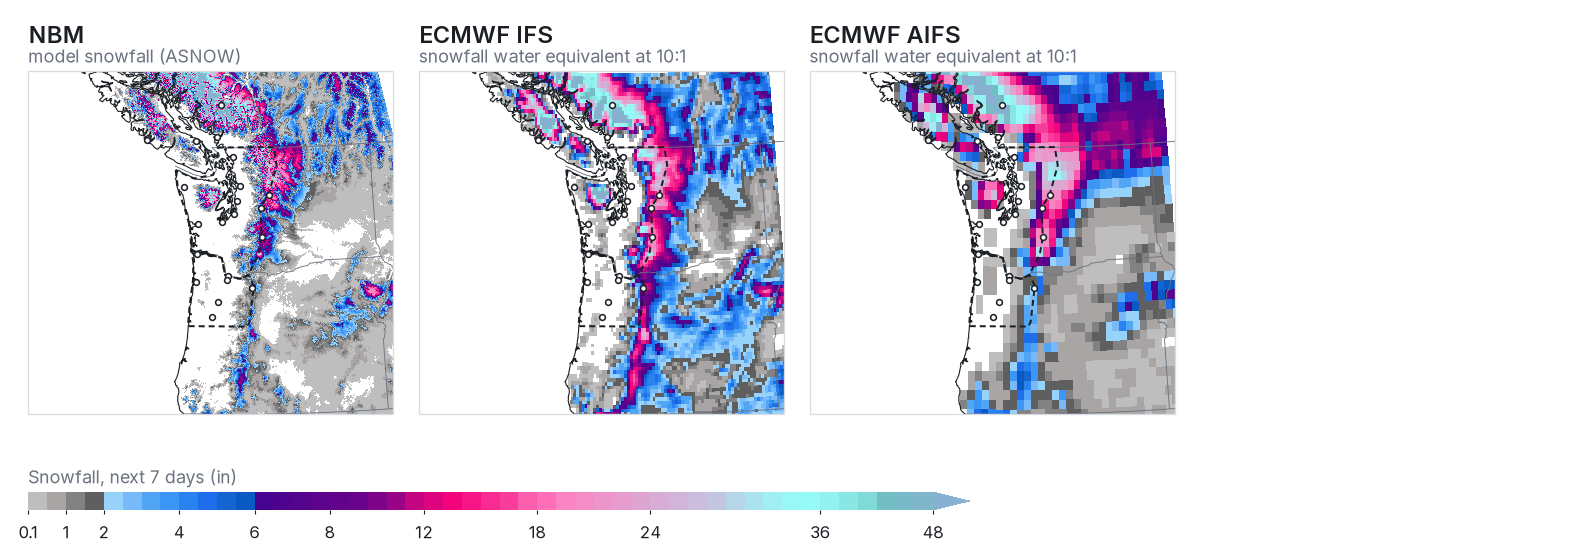 NBM
model snowfall (ASNOW)
ECMWF IFS
snowfall water equivalent at 10:1
ECMWF AIFS
snowfall water equivalent at 10:1
Snowfall, next 7 days (in)
0.1 1 2 4 6 8 12 18 24 36 48